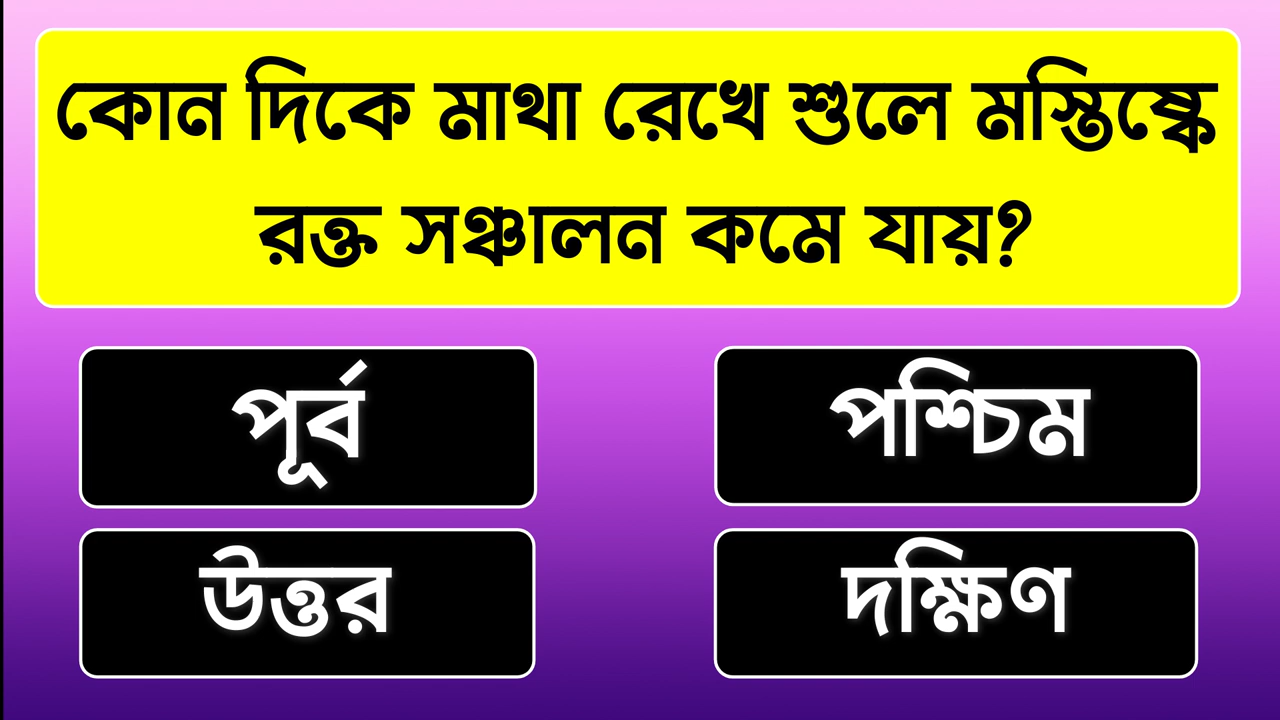 কোন দিকে মাথা রেখে শুলে মস্তিষ্কে
রক্ত সঞ্চালন কমে যায়?
পূর্ব
পশ্চিম
উত্তর
দক্ষিণ